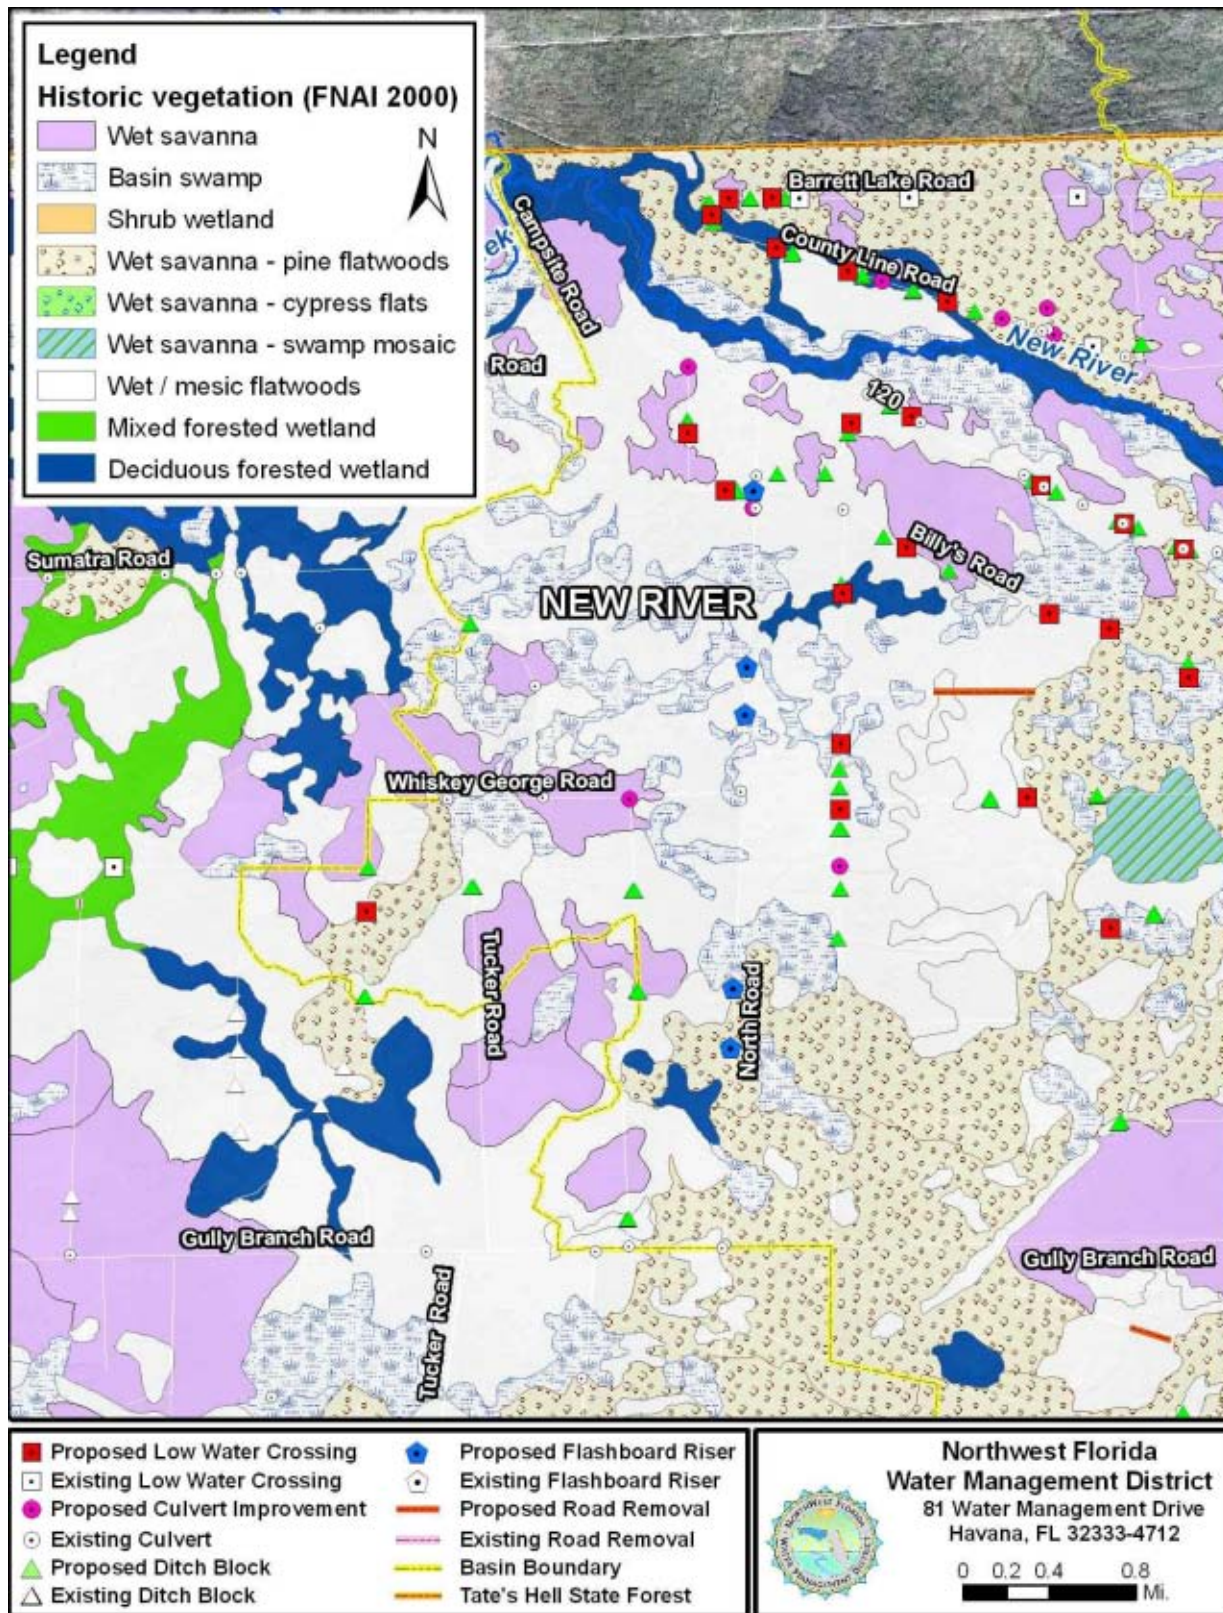 Legend
Historic vegetation (FNAI 2000)
Wet savanna
Basin swamp
Shrub wetland
Wet savanna - pine flatwoods
Wet savanna - cypress flats
Wet savanna - swamp mosaic
Wet / mesic flatwoods
Mixed forested wetland
Deciduous forested wetland
N
Barrett Lake Road
Campsite Road
County Line Road
ek
Road
New River
120
Sumatra Road
Billy's Road
NEW RIVER
Whiskey George Road
Tucker Road
North Road
Gully Branch Road
Gully Branch Road
Tucker Road
Proposed Low Water Crossing
Existing Low Water Crossing
Proposed Culvert Improvement
Existing Culvert
Proposed Ditch Block
Existing Ditch Block
Proposed Flashboard Riser
Existing Flashboard Riser
Proposed Road Removal
Existing Road Removal
Basin Boundary
Tate's Hell State Forest
Northwest Florida
Water Management District
81 Water Management Drive
Havana, FL 32333-4712
0 0.2 0.4 0.8
Mi.